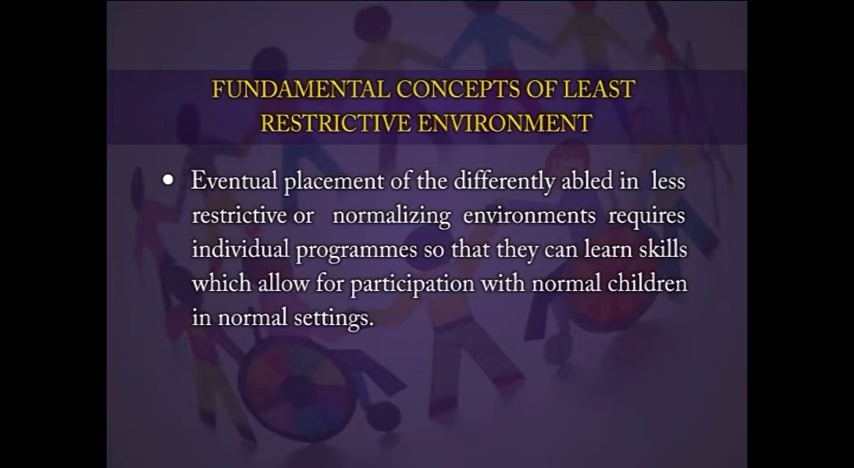 FUNDAMENTAL CONCEPTS OF LEAST
RESTRICTIVE ENVIRONMENT
• Eventual placement of the differently abled in less
restrictive or normalizing environments requires
individual programmes so that they can learn skills
which allow for participation with normal children
in normal settings.